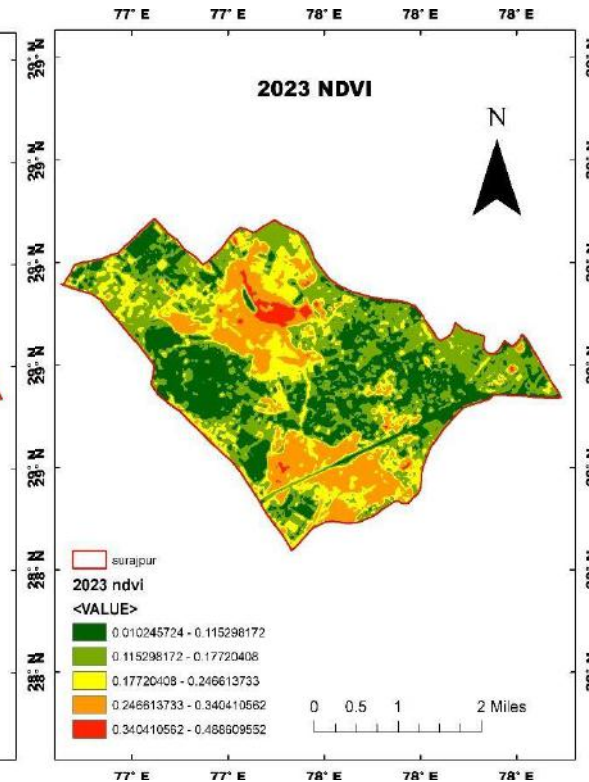 77° E 77° E 78° E 78° E 78° E
2023 NDVI
N
29° N
29° N
29° N
29° N
29° N
28° N
28° N
surajpur
2023 ndvi
<VALUE>
0.010245724 - 0.115298172
0.115298172 - 0.17720408
0.17720408 - 0.246613733
0.246613733 - 0.340410562
0.340410562 - 0.488609552
0 0.5 1 2 Miles
77° E 77° E 78° E 78° E 78° E